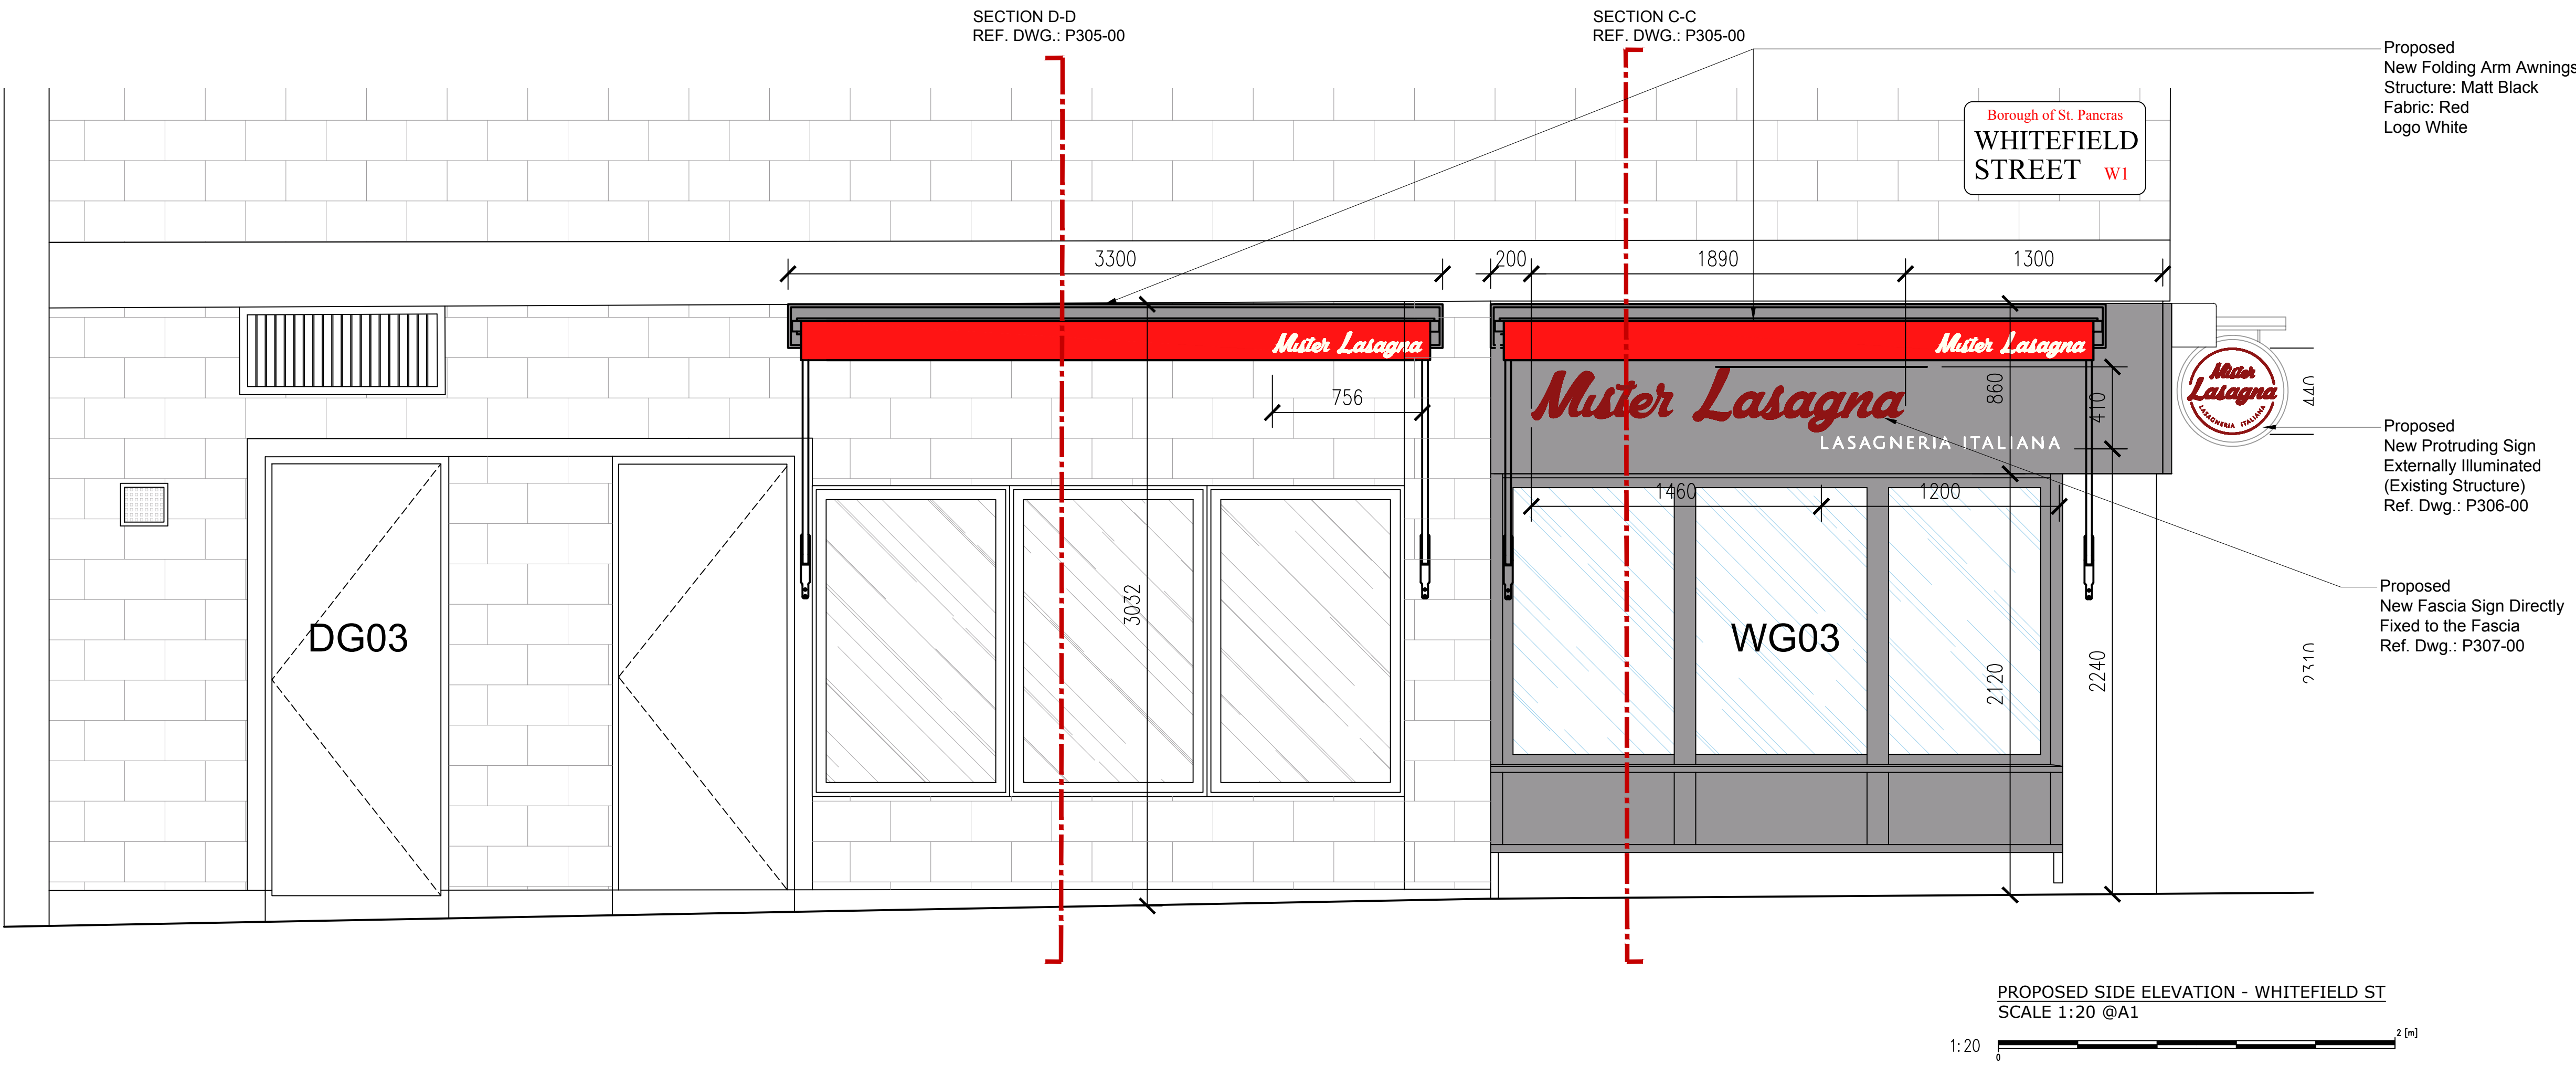 SECTION D-D
REF. DWG.: P305-00
SECTION C-C
REF. DWG.: P305-00
Proposed
New Folding Arm Awnings
Structure: Matt Black
Fabric: Red
Logo White
Borough of St. Pancras
WHITEFIELD
STREET W1
3300
200
1890
1300
Mister Lasagna
Mister Lasagna
756
Mister Lasagna
LASAGNERIA ITALIANA
860
410
Mister
Lasagna
LASAGNERIA ITALIANA
440
Proposed
New Protruding Sign
Externally Illuminated
(Existing Structure)
Ref. Dwg.: P306-00
1460
1200
3032
DG03
WG03
2120
2240
2310
Proposed
New Fascia Sign Directly
Fixed to the Fascia
Ref. Dwg.: P307-00
PROPOSED SIDE ELEVATION - WHITEFIELD ST
SCALE 1:20 @A1
1:20
0
2 [m]